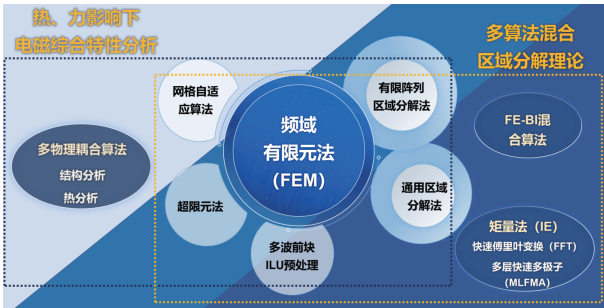 热、力影响下
电磁综合特性分析
多算法混合
区域分解理论
网格自适
应算法
有限阵列
区域分解法
频域
有限元法
（FEM）
FE-BI混
合算法
多物理耦合算法
结构分析
热分析
超限元法
通用区域
分解法
多波前块
ILU预处理
矩量法（IE）
快速傅里叶变换（FFT）
多层快速多极子
（MLFMA）